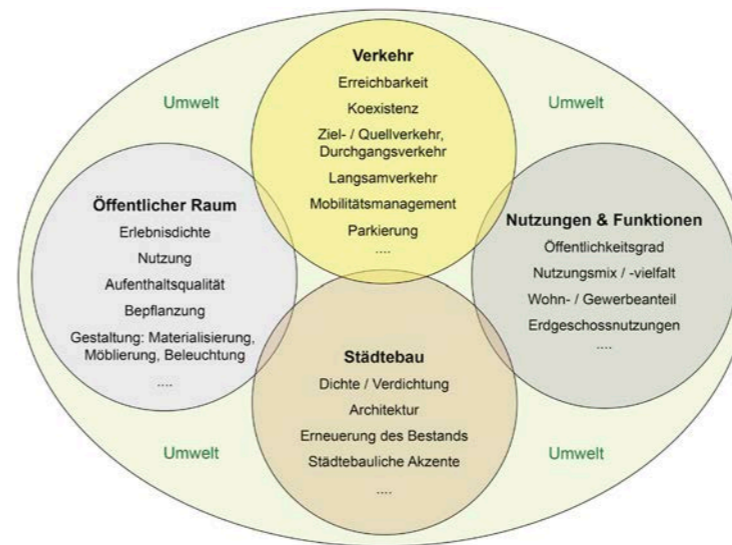 Verkehr
Erreichbarkeit
Koexistenz
Ziel- / Quellverkehr,
Durchgangsverkehr
Langsamverkehr
Mobilitätsmanagement
Parkierung
....
Umwelt
Umwelt
Öffentlicher Raum
Erlebnisdichte
Nutzung
Aufenthaltsqualität
Bepflanzung
Gestaltung: Materialisierung,
Möblierung, Beleuchtung
....
Nutzungen & Funktionen
Öffentlichkeitsgrad
Nutzungsmix / -vielfalt
Wohn- / Gewerbeanteil
Erdgeschossnutzungen
....
Städtebau
Dichte / Verdichtung
Architektur
Erneuerung des Bestands
Städtebauliche Akzente
....
Umwelt
Umwelt